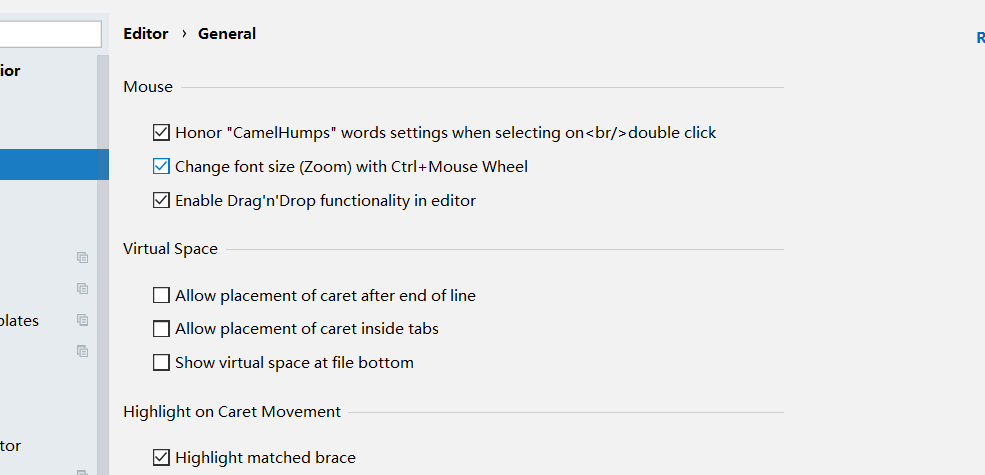 Editor › General
R
ior
Mouse
Honor "CamelHumps" words settings when selecting on<br/>double click
Change font size (Zoom) with Ctrl+Mouse Wheel
Enable Drag'n'Drop functionality in editor
Virtual Space
Allow placement of caret after end of line
plates
Allow placement of caret inside tabs
Show virtual space at file bottom
Highlight on Caret Movement
tor
Highlight matched brace